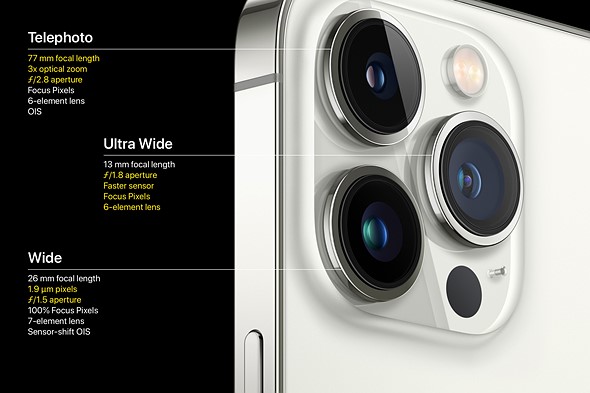 Telephoto
77 mm focal length
3x optical zoom
ƒ/2.8 aperture
Focus Pixels
6-element lens
OIS
Ultra Wide
13 mm focal length
ƒ/1.8 aperture
Faster sensor
Focus Pixels
6-element lens
Wide
26 mm focal length
1.9 µm pixels
ƒ/1.5 aperture
100% Focus Pixels
7-element lens
Sensor-shift OIS